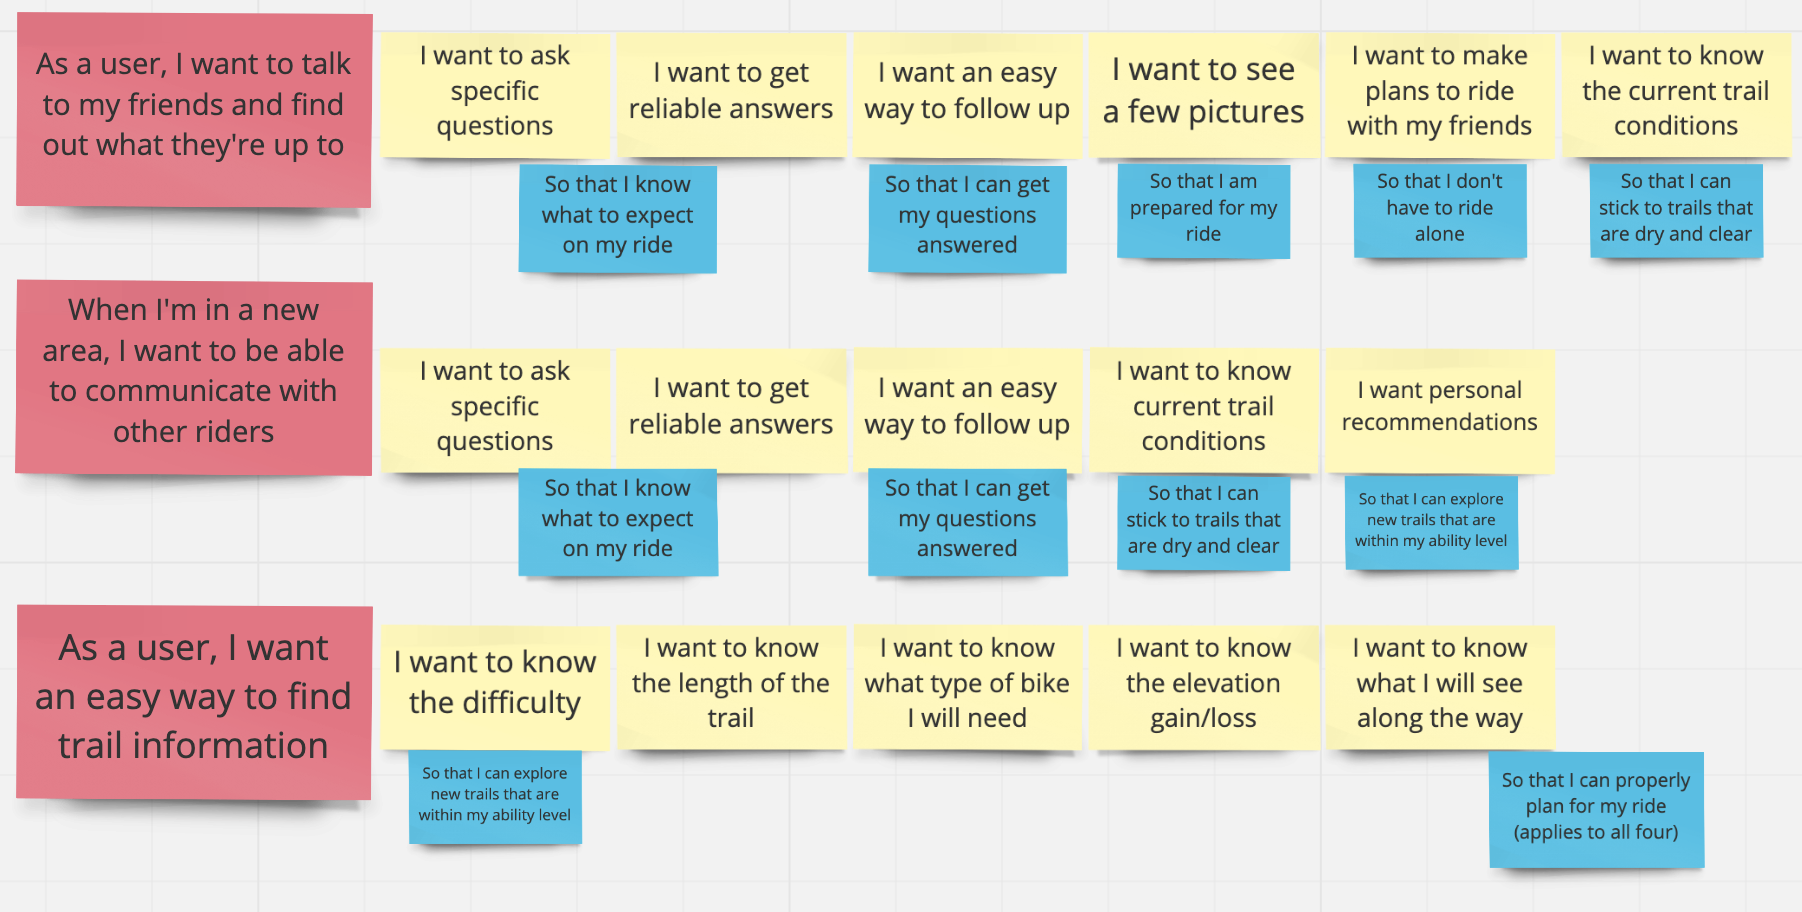 As a user, I want to talk
to my friends and find
out what they're up to
I want to ask
specific
questions
I want to get
reliable answers
I want an easy
way to follow up
I want to see
a few pictures
I want to make
plans to ride
with my friends
I want to know
the current trail
conditions
So that I know
what to expect
on my ride
So that I can get
my questions
answered
So that I am
prepared for my
ride
So that I don't
have to ride
alone
So that I can
stick to trails that
are dry and clear
When I'm in a new
area, I want to be able
to communicate with
other riders
I want to ask
specific
questions
I want to get
reliable answers
I want an easy
way to follow up
I want to know
current trail
conditions
I want personal
recommendations
So that I know
what to expect
on my ride
So that I can get
my questions
answered
So that I can
stick to trails that
are dry and clear
So that I can explore
new trails that are
within my ability level
As a user, I want
an easy way to find
trail information
I want to know
the difficulty
I want to know
the length of the
trail
I want to know
what type of bike
I will need
I want to know
the elevation
gain/loss
I want to know
what I will see
along the way
So that I can explore
new trails that are
within my ability level
So that I can properly
plan for my ride
(applies to all four)